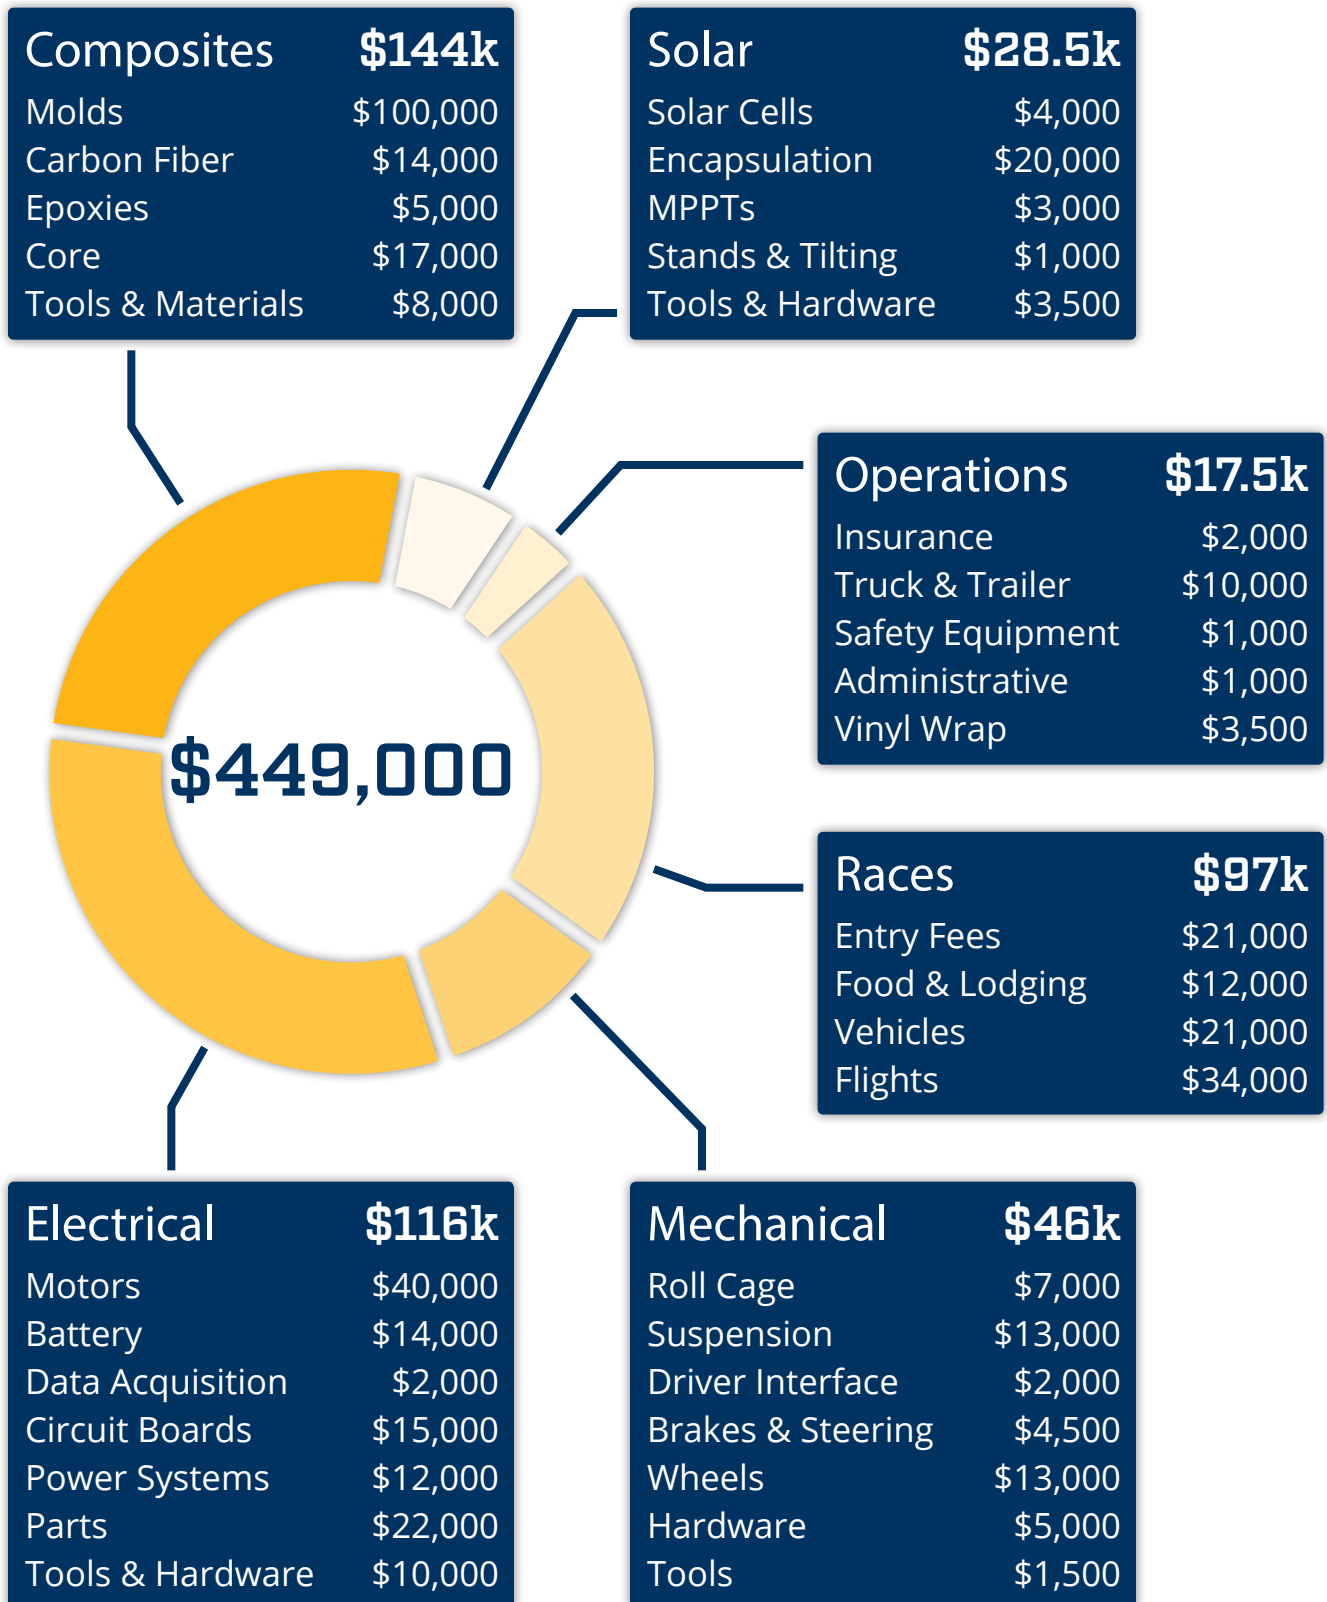 Composites $144k
Molds $100,000
Carbon Fiber $14,000
Epoxies $5,000
Core $17,000
Tools & Materials $8,000
Solar $28.5k
Solar Cells $4,000
Encapsulation $20,000
MPPTs $3,000
Stands & Tilting $1,000
Tools & Hardware $3,500
Operations $17.5k
Insurance $2,000
Truck & Trailer $10,000
Safety Equipment $1,000
Administrative $1,000
Vinyl Wrap $3,500
$449,000
Races $97k
Entry Fees $21,000
Food & Lodging $12,000
Vehicles $21,000
Flights $34,000
Electrical $116k
Motors $40,000
Battery $14,000
Data Acquisition $2,000
Circuit Boards $15,000
Power Systems $12,000
Parts $22,000
Tools & Hardware $10,000
Mechanical $46k
Roll Cage $7,000
Suspension $13,000
Driver Interface $2,000
Brakes & Steering $4,500
Wheels $13,000
Hardware $5,000
Tools $1,500